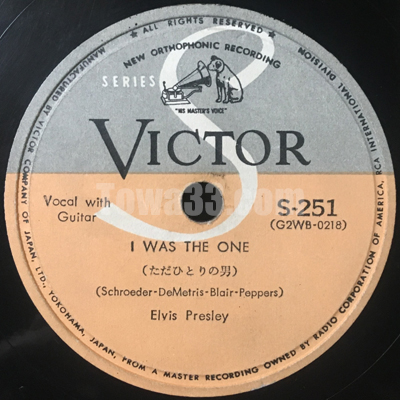 ★ ALL RIGHTS RESERVED ★
NEW ORTHOPHONIC RECORDING
SERIES S
"HIS MASTER'S VOICE"
VICTOR
Towa33.com
Vocal with
Guitar
S-251
(G2WB-0218)
I WAS THE ONE
(ただひとりの男)
(Schroeder-DeMetris-Blair-Peppers)
Elvis Presley
MANUFACTURED BY VICTOR COMPANY OF JAPAN, LTD., YOKOHAMA, JAPAN, FROM A MASTER RECORDING OWNED BY RADIO CORPORATION OF AMERICA, RCA INTERNATIONAL DIVISION